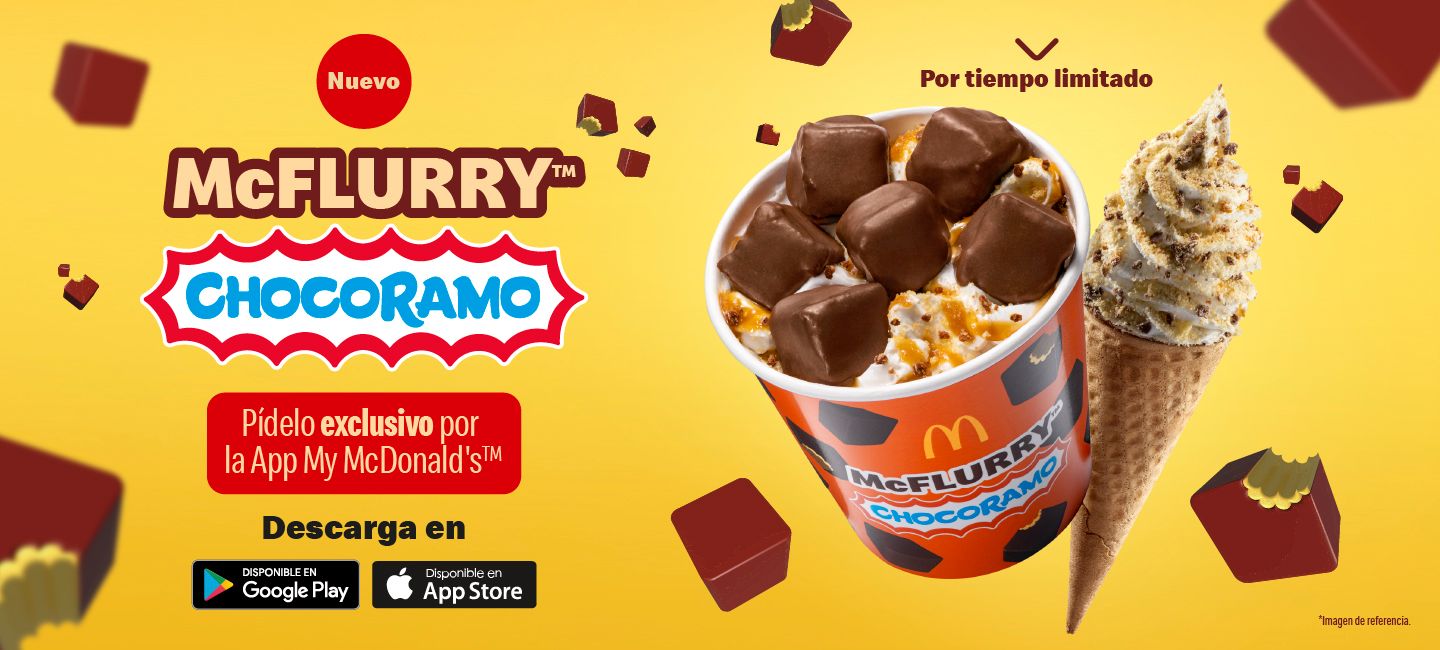 Nuevo
McFLURRY™
CHOCORAMO
Pídelo exclusivo por
la App My McDonald's™
Descarga en
DISPONIBLE EN
Google Play
Disponible en
App Store
Por tiempo limitado
McFLURRY™
CHOCORAMO
*Imagen de referencia.